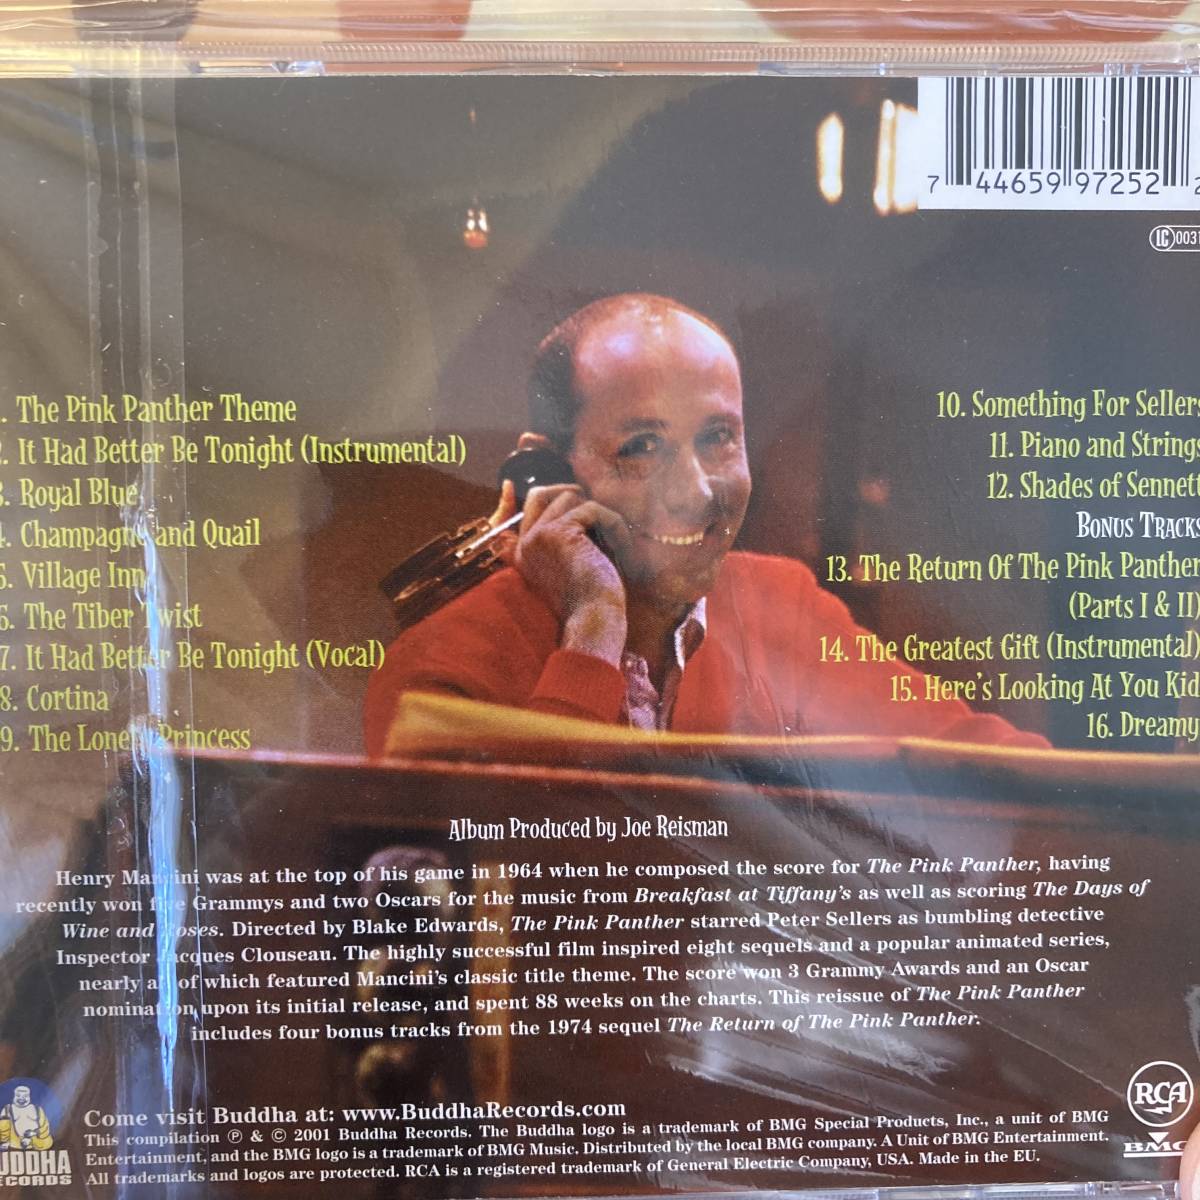 7 44659 97252 2
LC 0031
. The Pink Panther Theme
. It Had Better Be Tonight (Instrumental)
. Royal Blue
. Champagne and Quail
5. Village Inn
6. The Tiber Twist
7. It Had Better Be Tonight (Vocal)
8. Cortina
9. The Lonely Princess
10. Something For Sellers
11. Piano and Strings
12. Shades of Sennett
BONUS TRACKS
13. The Return Of The Pink Panther
(Parts I & II)
14. The Greatest Gift (Instrumental)
15. Here's Looking At You Kid
16. Dreamy
Album Produced by Joe Reisman
Henry Mancini was at the top of his game in 1964 when he composed the score for The Pink Panther, having
recently won five Grammys and two Oscars for the music from Breakfast at Tiffany's as well as scoring The Days of
Wine and Roses. Directed by Blake Edwards, The Pink Panther starred Peter Sellers as bumbling detective
Inspector Jacques Clouseau. The highly successful film inspired eight sequels and a popular animated series,
nearly all of which featured Mancini's classic title theme. The score won 3 Grammy Awards and an Oscar
nomination upon its initial release, and spent 88 weeks on the charts. This reissue of The Pink Panther
includes four bonus tracks from the 1974 sequel The Return of The Pink Panther.
Come visit Buddha at: www.BuddhaRecords.com
This compilation ℗ & © 2001 Buddha Records. The Buddha logo is a trademark of BMG Special Products, Inc., a unit of BMG
Entertainment, and the BMG logo is a trademark of BMG Music. Distributed by the local BMG company. A Unit of BMG Entertainment.
All trademarks and logos are protected. RCA is a registered trademark of General Electric Company, USA. Made in the EU.
UDDHA
ECORDS
RCA
BMG